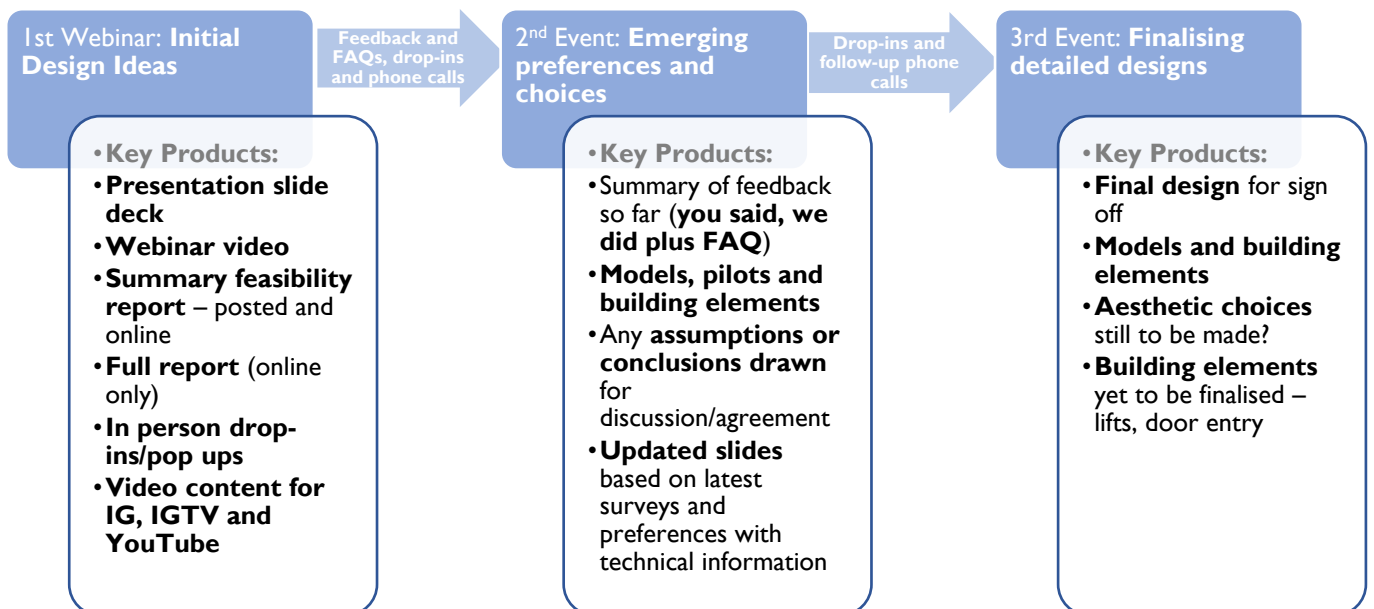 1st Webinar: Initial
Design Ideas
Feedback and
FAQs, drop-ins
and phone calls
2nd Event: Emerging
preferences and
choices
Drop-ins and
follow-up phone
calls
3rd Event: Finalising
detailed designs
•Key Products:
•Presentation slide
deck
•Webinar video
•Summary feasibility
report – posted and
online
•Full report (online
only)
•In person drop-
ins/pop ups
•Video content for
IG, IGTV and
YouTube
•Key Products:
•Summary of feedback
so far (you said, we
did plus FAQ)
•Models, pilots and
building elements
•Any assumptions or
conclusions drawn
for
discussion/agreement
•Updated slides
based on latest
surveys and
preferences with
technical information
•Key Products:
•Final design for sign
off
•Models and building
elements
•Aesthetic choices
still to be made?
•Building elements
yet to be finalised –
lifts, door entry